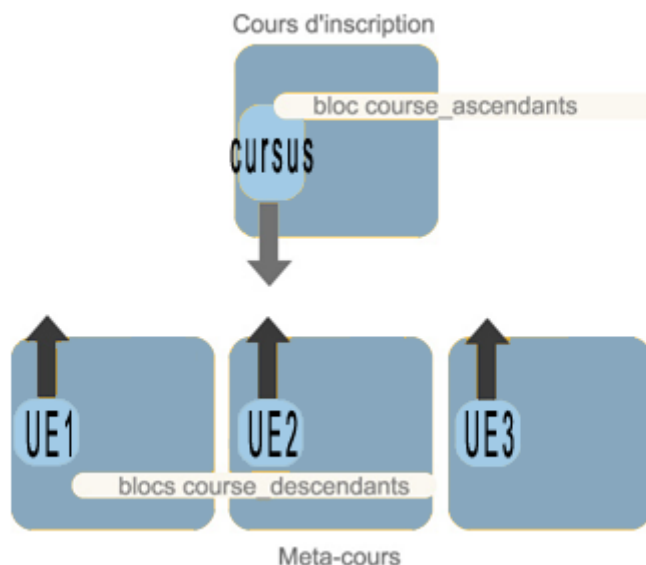 Cours d'inscription
bloc course_ascendants
cursus
UE1
UE2
UE3
blocs course_descendants
Meta-cours